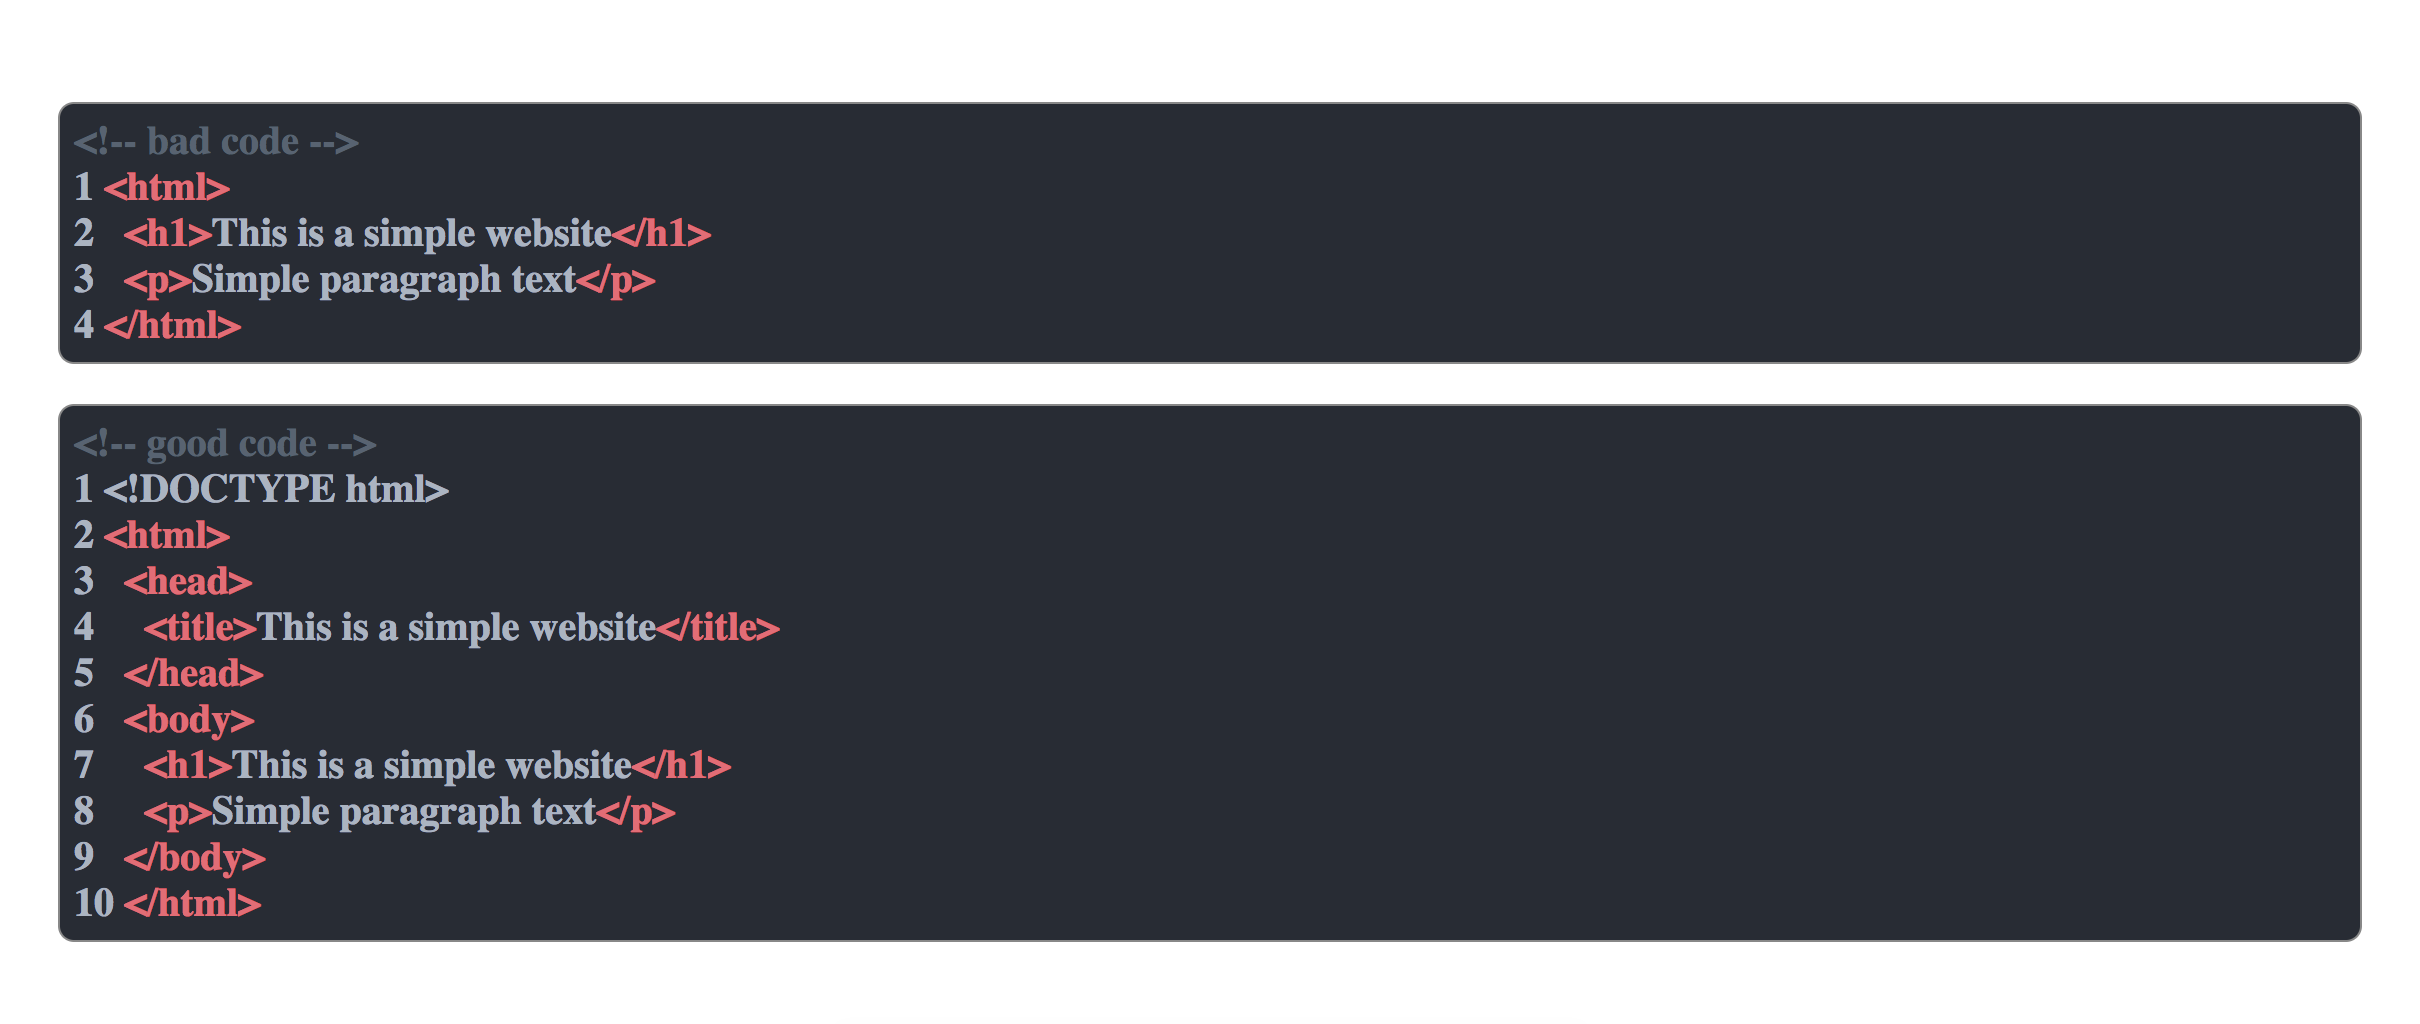 <!-- bad code -->
1 <html>
2   <h1>This is a simple website</h1>
3   <p>Simple paragraph text</p>
4 </html>
<!-- good code -->
1 <!DOCTYPE html>
2 <html>
3   <head>
4     <title>This is a simple website</title>
5   </head>
6   <body>
7     <h1>This is a simple website</h1>
8     <p>Simple paragraph text</p>
9   </body>
10 </html>